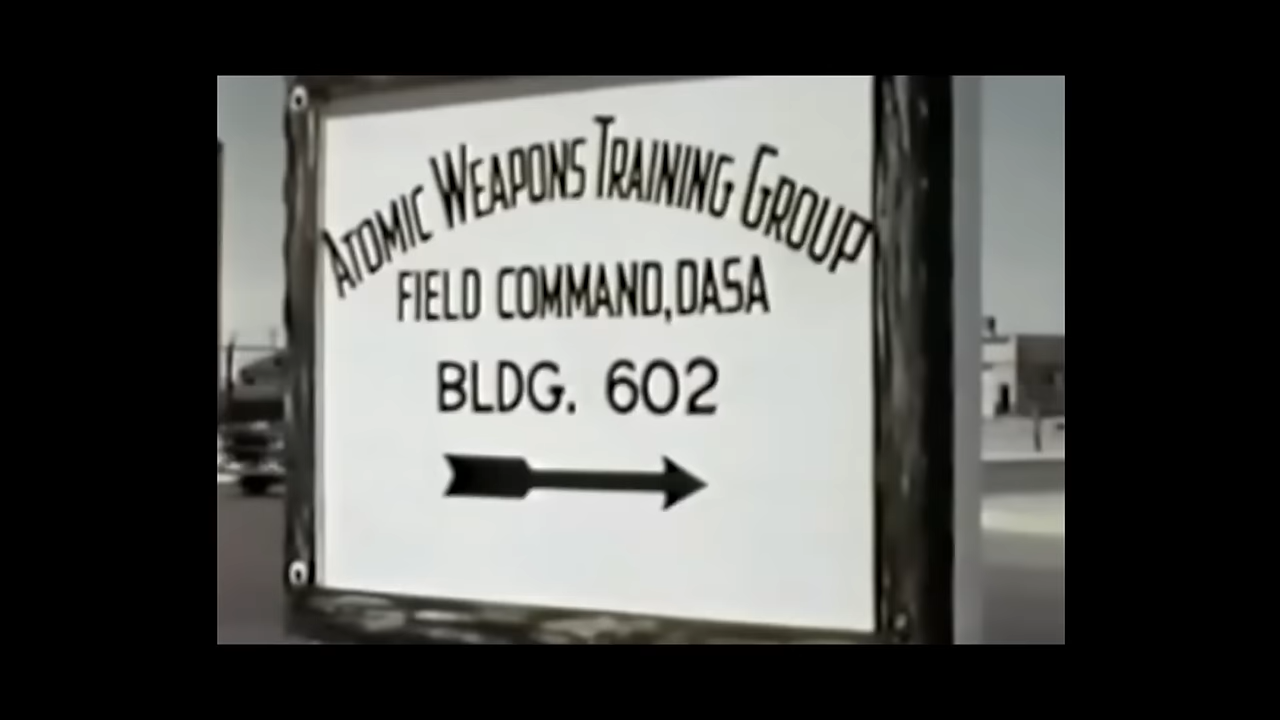 ATOMIC WEAPONS TRAINING GROUP
FIELD COMMAND, DASA
BLDG. 602